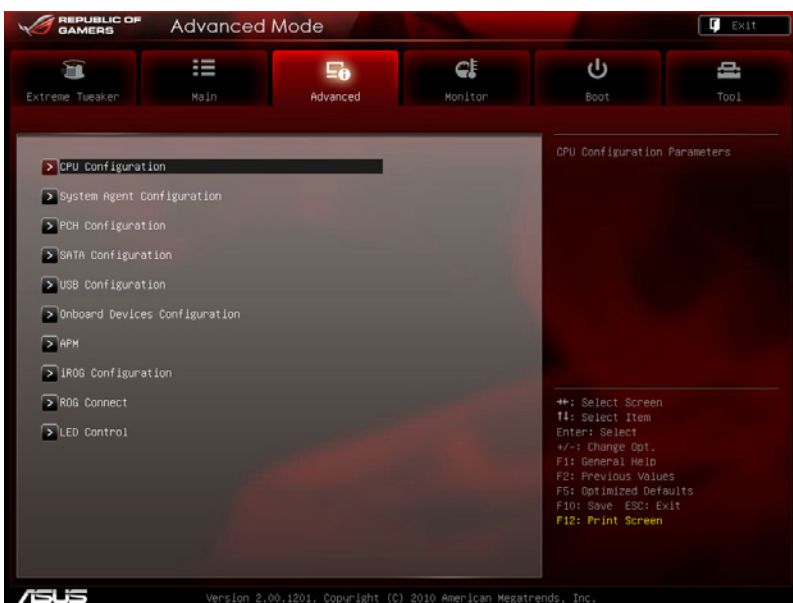 REPUBLIC OF
GAMERS
Advanced Mode
Exit
Extreme Tweaker
Main
Advanced
Monitor
Boot
Tool
CPU Configuration
System Agent Configuration
PCH Configuration
SATA Configuration
USB Configuration
Onboard Devices Configuration
APM
iROG Configuration
ROG Connect
LED Control
CPU Configuration Parameters
→←: Select Screen
↑↓: Select Item
Enter: Select
+/-: Change Opt.
F1: General Help
F2: Previous Values
F5: Optimized Defaults
F10: Save ESC: Exit
F12: Print Screen
ASUS
Version 2.00.1201. Copyright (C) 2010 American Megatrends, Inc.